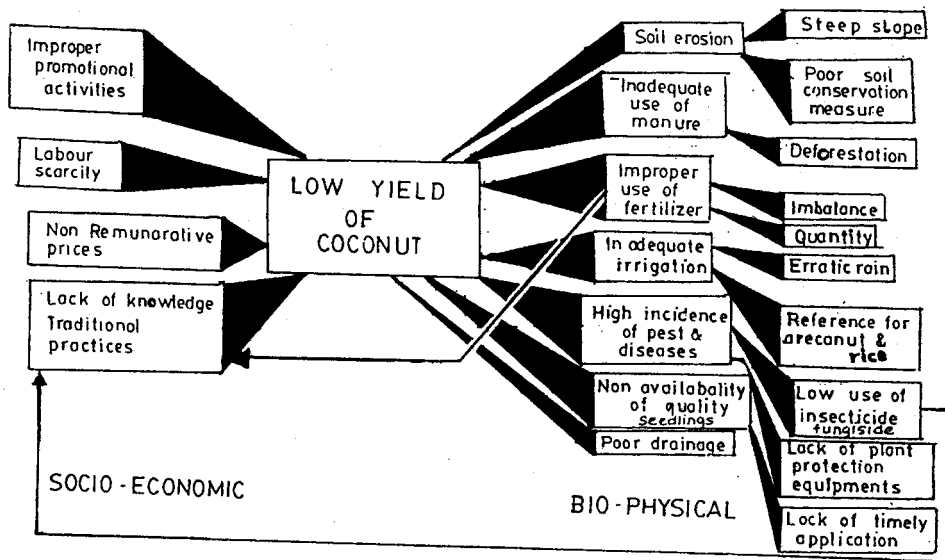 Improper
promotional
activities
Labour
scarcity
Non Remunarative
prices
Lack of knowledge
Traditional
practices
LOW YIELD
OF
COCONUT
Soil erosion
Inadequate
use of
manure
Improper
use of
fertilizer
In adequate
irrigation
High incidence
of pest &
diseases
Non availabality
of quality
seedlings
Poor drainage
Steep slope
Poor soil
conservation
measure
Deforestation
Imbalance
Quantity
Erratic rain
Reference for
arecanut &
rice
Low use of
insecticide
fungiside
Lack of plant
protection
equipments
Lack of timely
application
SOCIO - ECONOMIC
BIO - PHYSICAL